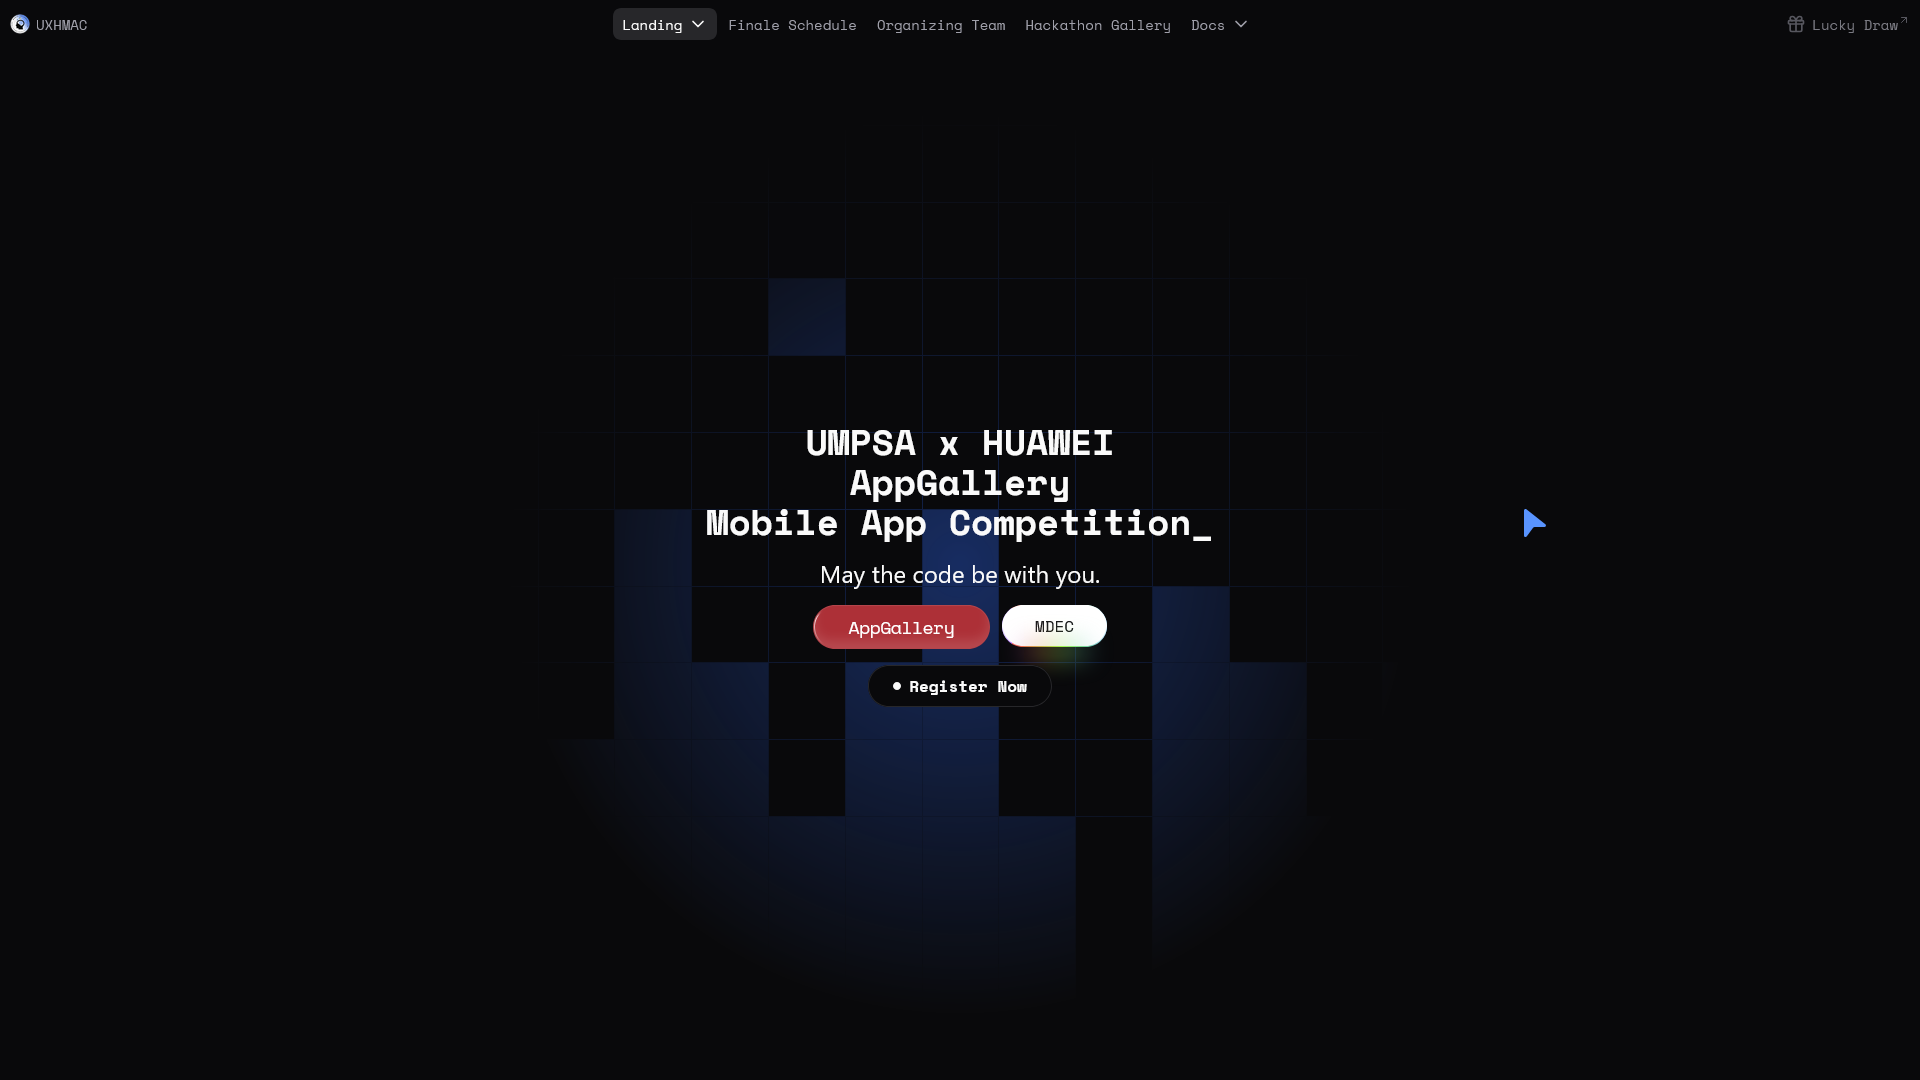 UXHMAC
Landing
Finale Schedule
Organizing Team
Hackathon Gallery
Docs
Lucky Draw
UMPSA x HUAWEI
AppGallery
Mobile App Competition_
May the code be with you.
AppGallery
MDEC
Register Now